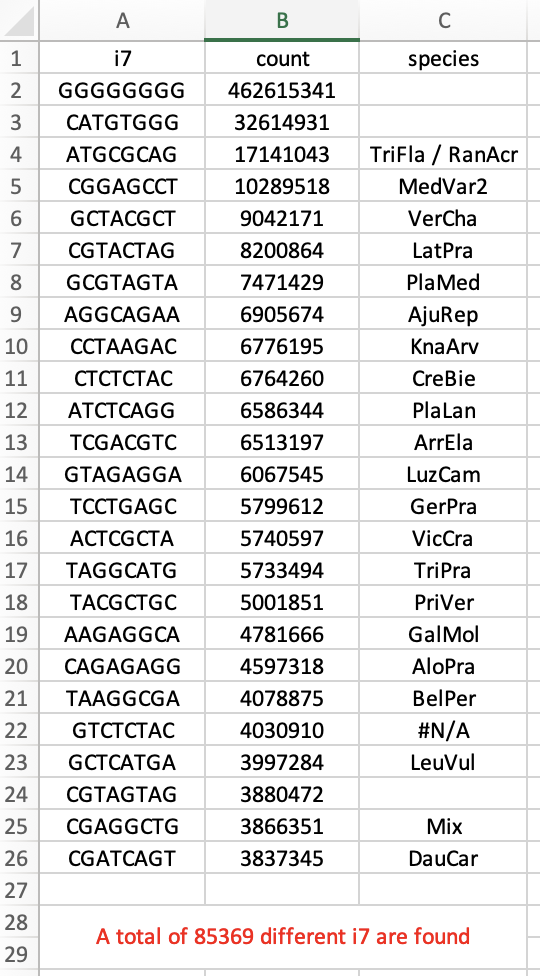 A B C
1 i7 count species
2 GGGGGGGG 462615341
3 CATGTGGG 32614931
4 ATGCGCAG 17141043 TriFla / RanAcr
5 CGGAGCCT 10289518 MedVar2
6 GCTACGCT 9042171 VerCha
7 CGTACTAG 8200864 LatPra
8 GCGTAGTA 7471429 PlaMed
9 AGGCAGAA 6905674 AjuRep
10 CCTAAGAC 6776195 KnaArv
11 CTCTCTAC 6764260 CreBie
12 ATCTCAGG 6586344 PlaLan
13 TCGACGTC 6513197 ArrEla
14 GTAGAGGA 6067545 LuzCam
15 TCCTGAGC 5799612 GerPra
16 ACTCGCTA 5740597 VicCra
17 TAGGCATG 5733494 TriPra
18 TACGCTGC 5001851 PriVer
19 AAGAGGCA 4781666 GalMol
20 CAGAGAGG 4597318 AloPra
21 TAAGGCGA 4078875 BelPer
22 GTCTCTAC 4030910 #N/A
23 GCTCATGA 3997284 LeuVul
24 CGTAGTAG 3880472
25 CGAGGCTG 3866351 Mix
26 CGATCAGT 3837345 DauCar
27
28
A total of 85369 different i7 are found
29